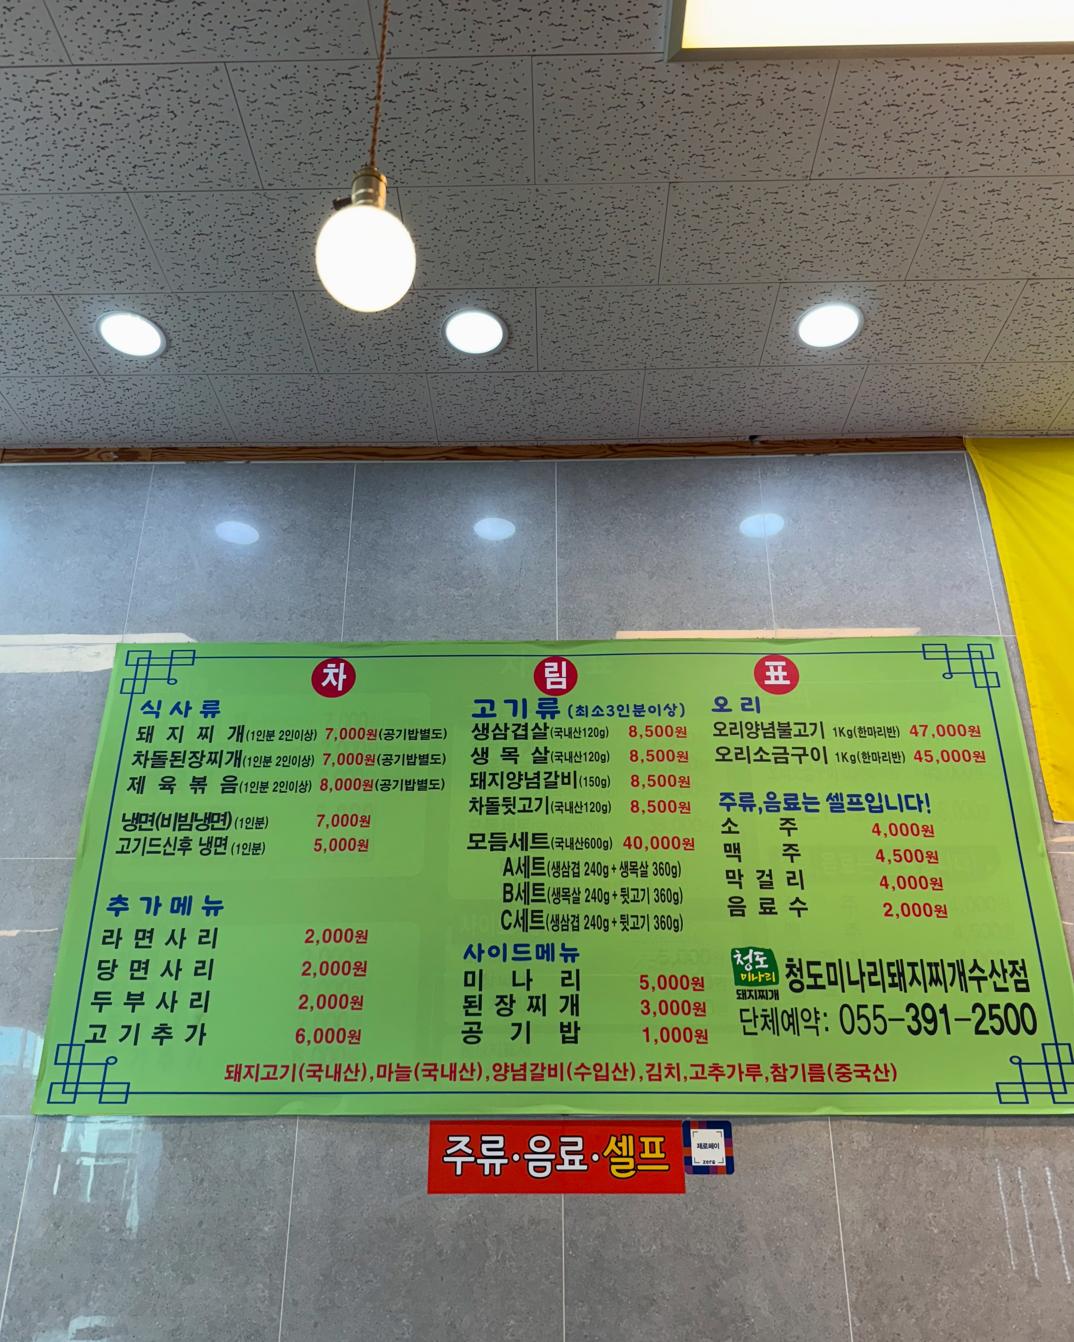 차 림 표
식사류
돼지찌개(1인분 2인이상) 7,000원(공기밥별도)
차돌된장찌개(1인분 2인이상) 7,000원(공기밥별도)
제육볶음(1인분 2인이상) 8,000원(공기밥별도)
냉면(비빔냉면)(1인분) 7,000원
고기드신후 냉면(1인분) 5,000원
추가메뉴
라면사리 2,000원
당면사리 2,000원
두부사리 2,000원
고기추가 6,000원
고기류(최소3인분이상)
생삼겹살(국내산120g) 8,500원
생목살(국내산120g) 8,500원
돼지양념갈비(150g) 8,500원
차돌뒷고기(국내산120g) 8,500원
모듬세트(국내산600g) 40,000원
A세트(생삼겹 240g+생목살 360g)
B세트(생목살 240g+뒷고기 360g)
C세트(생삼겹 240g+뒷고기 360g)
사이드메뉴
미나리 5,000원
된장찌개 3,000원
공기밥 1,000원
오리
오리양념불고기 1Kg(한마리반) 47,000원
오리소금구이 1Kg(한마리반) 45,000원
주류,음료는 셀프입니다!
소주 4,000원
맥주 4,500원
막걸리 4,000원
음료수 2,000원
청도
미나리
돼지찌개
청도미나리돼지찌개수산점
단체예약: 055-391-2500
돼지고기(국내산),마늘(국내산),양념갈비(수입산),김치,고추가루,참기름(중국산)
주류·음료·셀프
제로페이
zero